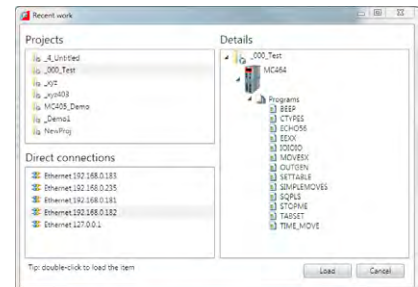 Recent work
Projects
_4_Untitled
_000_Test
_xyz
_xyz403
MC405_Demo
_Demo1
NewProj
Direct connections
Ethernet:192.168.0.183
Ethernet:192.168.0.235
Ethernet:192.168.0.181
Ethernet:192.168.0.182
Ethernet:127.0.0.1
Details
_000_Test
MC464
Programs
BEEP
CTYPES
ECHO56
EEXX
IOIOIO
MOVESX
OUTGEN
SETTABLE
SIMPLEMOVES
SQPLS
STOPME
TABSET
TIME_MOVE
Tip: double-click to load the item
Load
Cancel